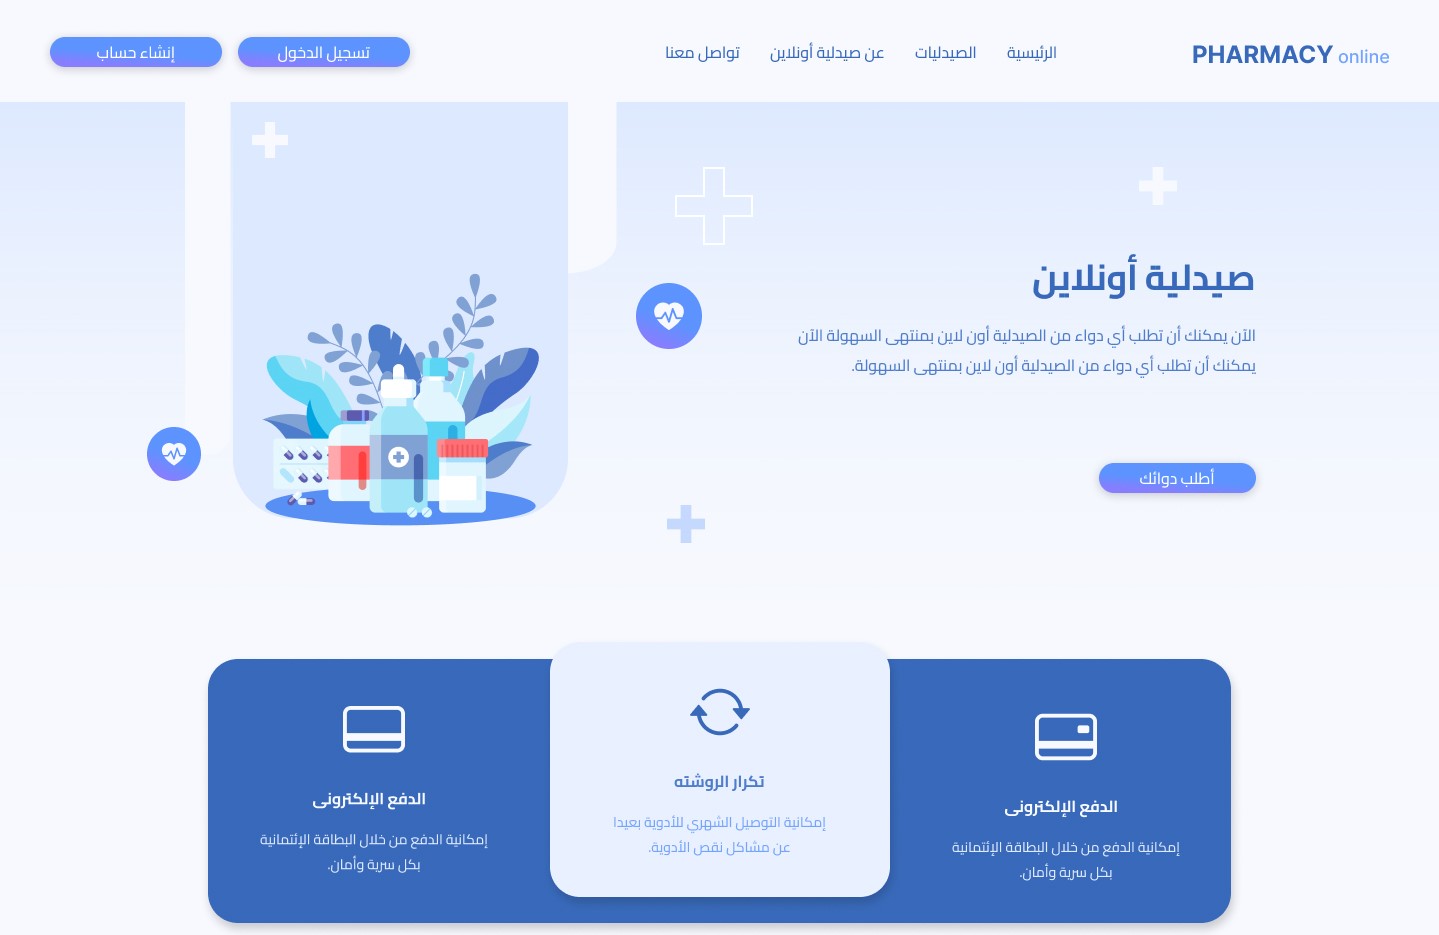 PHARMACY online
الرئيسية
الصيدليات
عن صيدلية أونلاين
تواصل معنا
تسجيل الدخول
إنشاء حساب
صيدلية أونلاين
الآن يمكنك أن تطلب أي دواء من الصيدلية أون لاين بمنتهى السهولة الآن
يمكنك أن تطلب أي دواء من الصيدلية أون لاين بمنتهى السهولة.
أطلب دوائك
الدفع الإلكترونى
إمكانية الدفع من خلال البطاقة الإئتمانية
بكل سرية وأمان.
تكرار الروشته
إمكانية التوصيل الشهري للأدوية بعيدا
عن مشاكل نقص الأدوية.
الدفع الإلكترونى
إمكانية الدفع من خلال البطاقة الإئتمانية
بكل سرية وأمان.